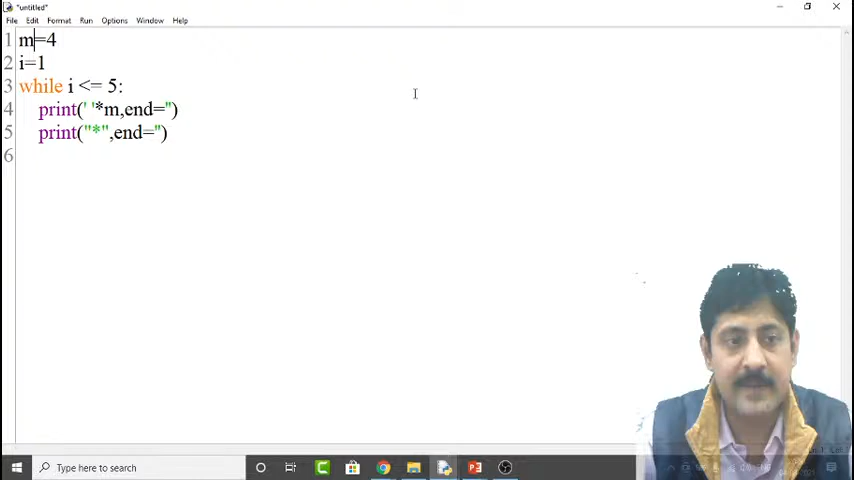 *untitled*
File Edit Format Run Options Window Help
1 m=4
2 i=1
3 while i <= 5:
4 print(' '*m,end='')
5 print("*",end='')
6
Type here to search